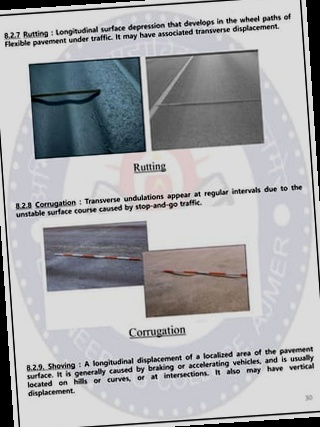 8.2.7 Rutting : Longitudinal surface depression that develops in the wheel paths of
Flexible pavement under traffic. It may have associated transverse displacement.
Rutting
8.2.8 Corrugation : Transverse undulations appear at regular intervals due to the
unstable surface course caused by stop-and-go traffic.
Corrugation
8.2.9. Shoving : A longitudinal displacement of a localized area of the pavement
surface. It is generally caused by braking or accelerating vehicles, and is usually
located on hills or curves, or at intersections. It also may have vertical
displacement.
30
AJMER